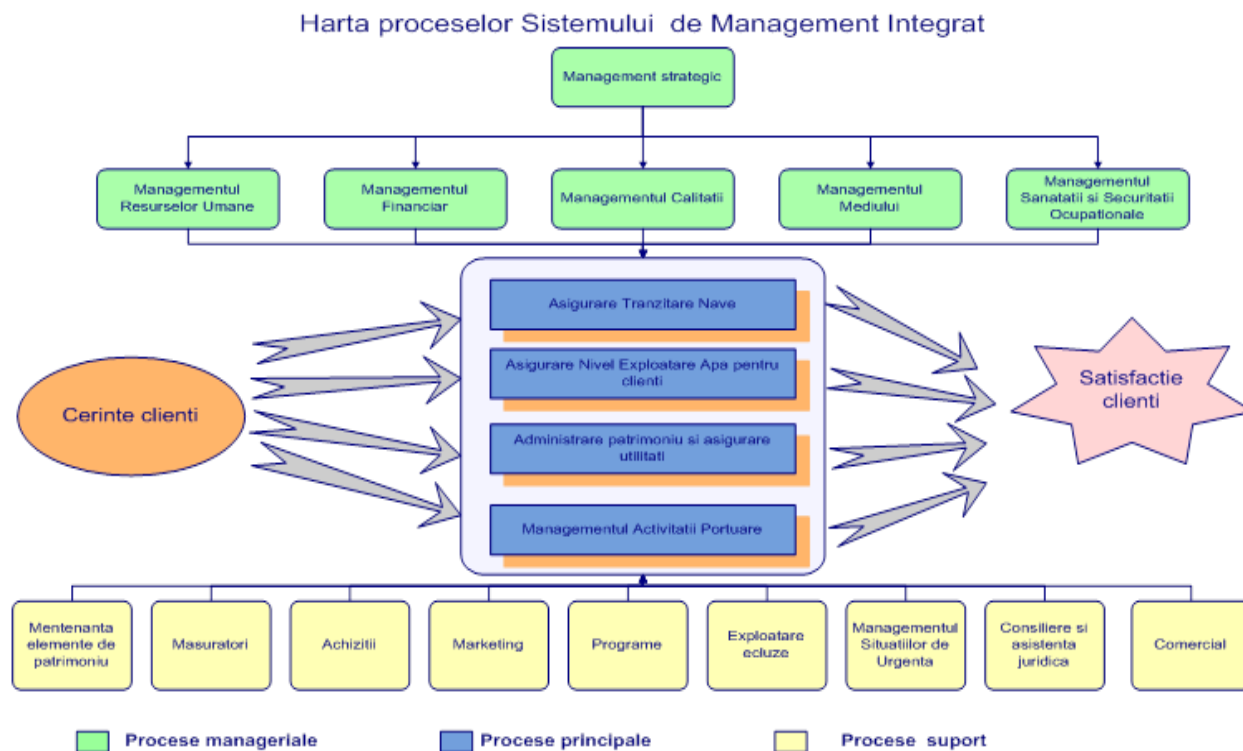 Harta proceselor Sistemului de Management Integrat
Management strategic
Managementul
Resurselor Umane
Managementul
Financiar
Managementul Calitatii
Managementul
Mediului
Managementul
Sanatatii si Securitatii
Ocupationale
Asigurare Tranzitare Nave
Asigurare Nivel Exploatare Apa pentru
clienti
Administrare patrimoniu si asigurare
utilitati
Managementul Activitatii Portuare
Cerinte clienti
Satisfactie
clienti
Mentenanta
elemente de
patrimoniu
Masuratori
Achizitii
Marketing
Programe
Exploatare
ecluze
Managementul
Situatiilor de
Urgenta
Consiliere si
asistenta
juridica
Comercial
Procese manageriale
Procese principale
Procese suport